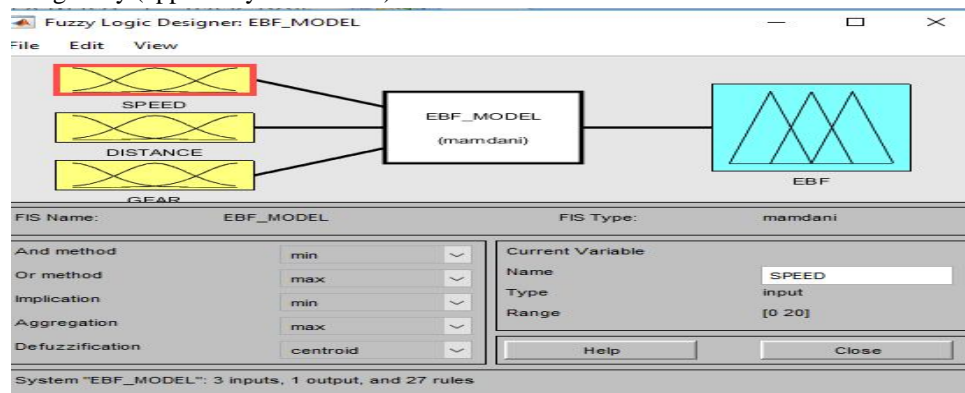 Fuzzy Logic Designer: EBF_MODEL
File Edit View
SPEED
DISTANCE
GEAR
EBF_MODEL
(mamdani)
EBF
FIS Name: EBF_MODEL FIS Type: mamdani
And method min
Or method max
Implication min
Aggregation max
Defuzzification centroid
Current Variable
Name SPEED
Type input
Range [0 20]
Help Close
System "EBF_MODEL": 3 inputs, 1 output, and 27 rules